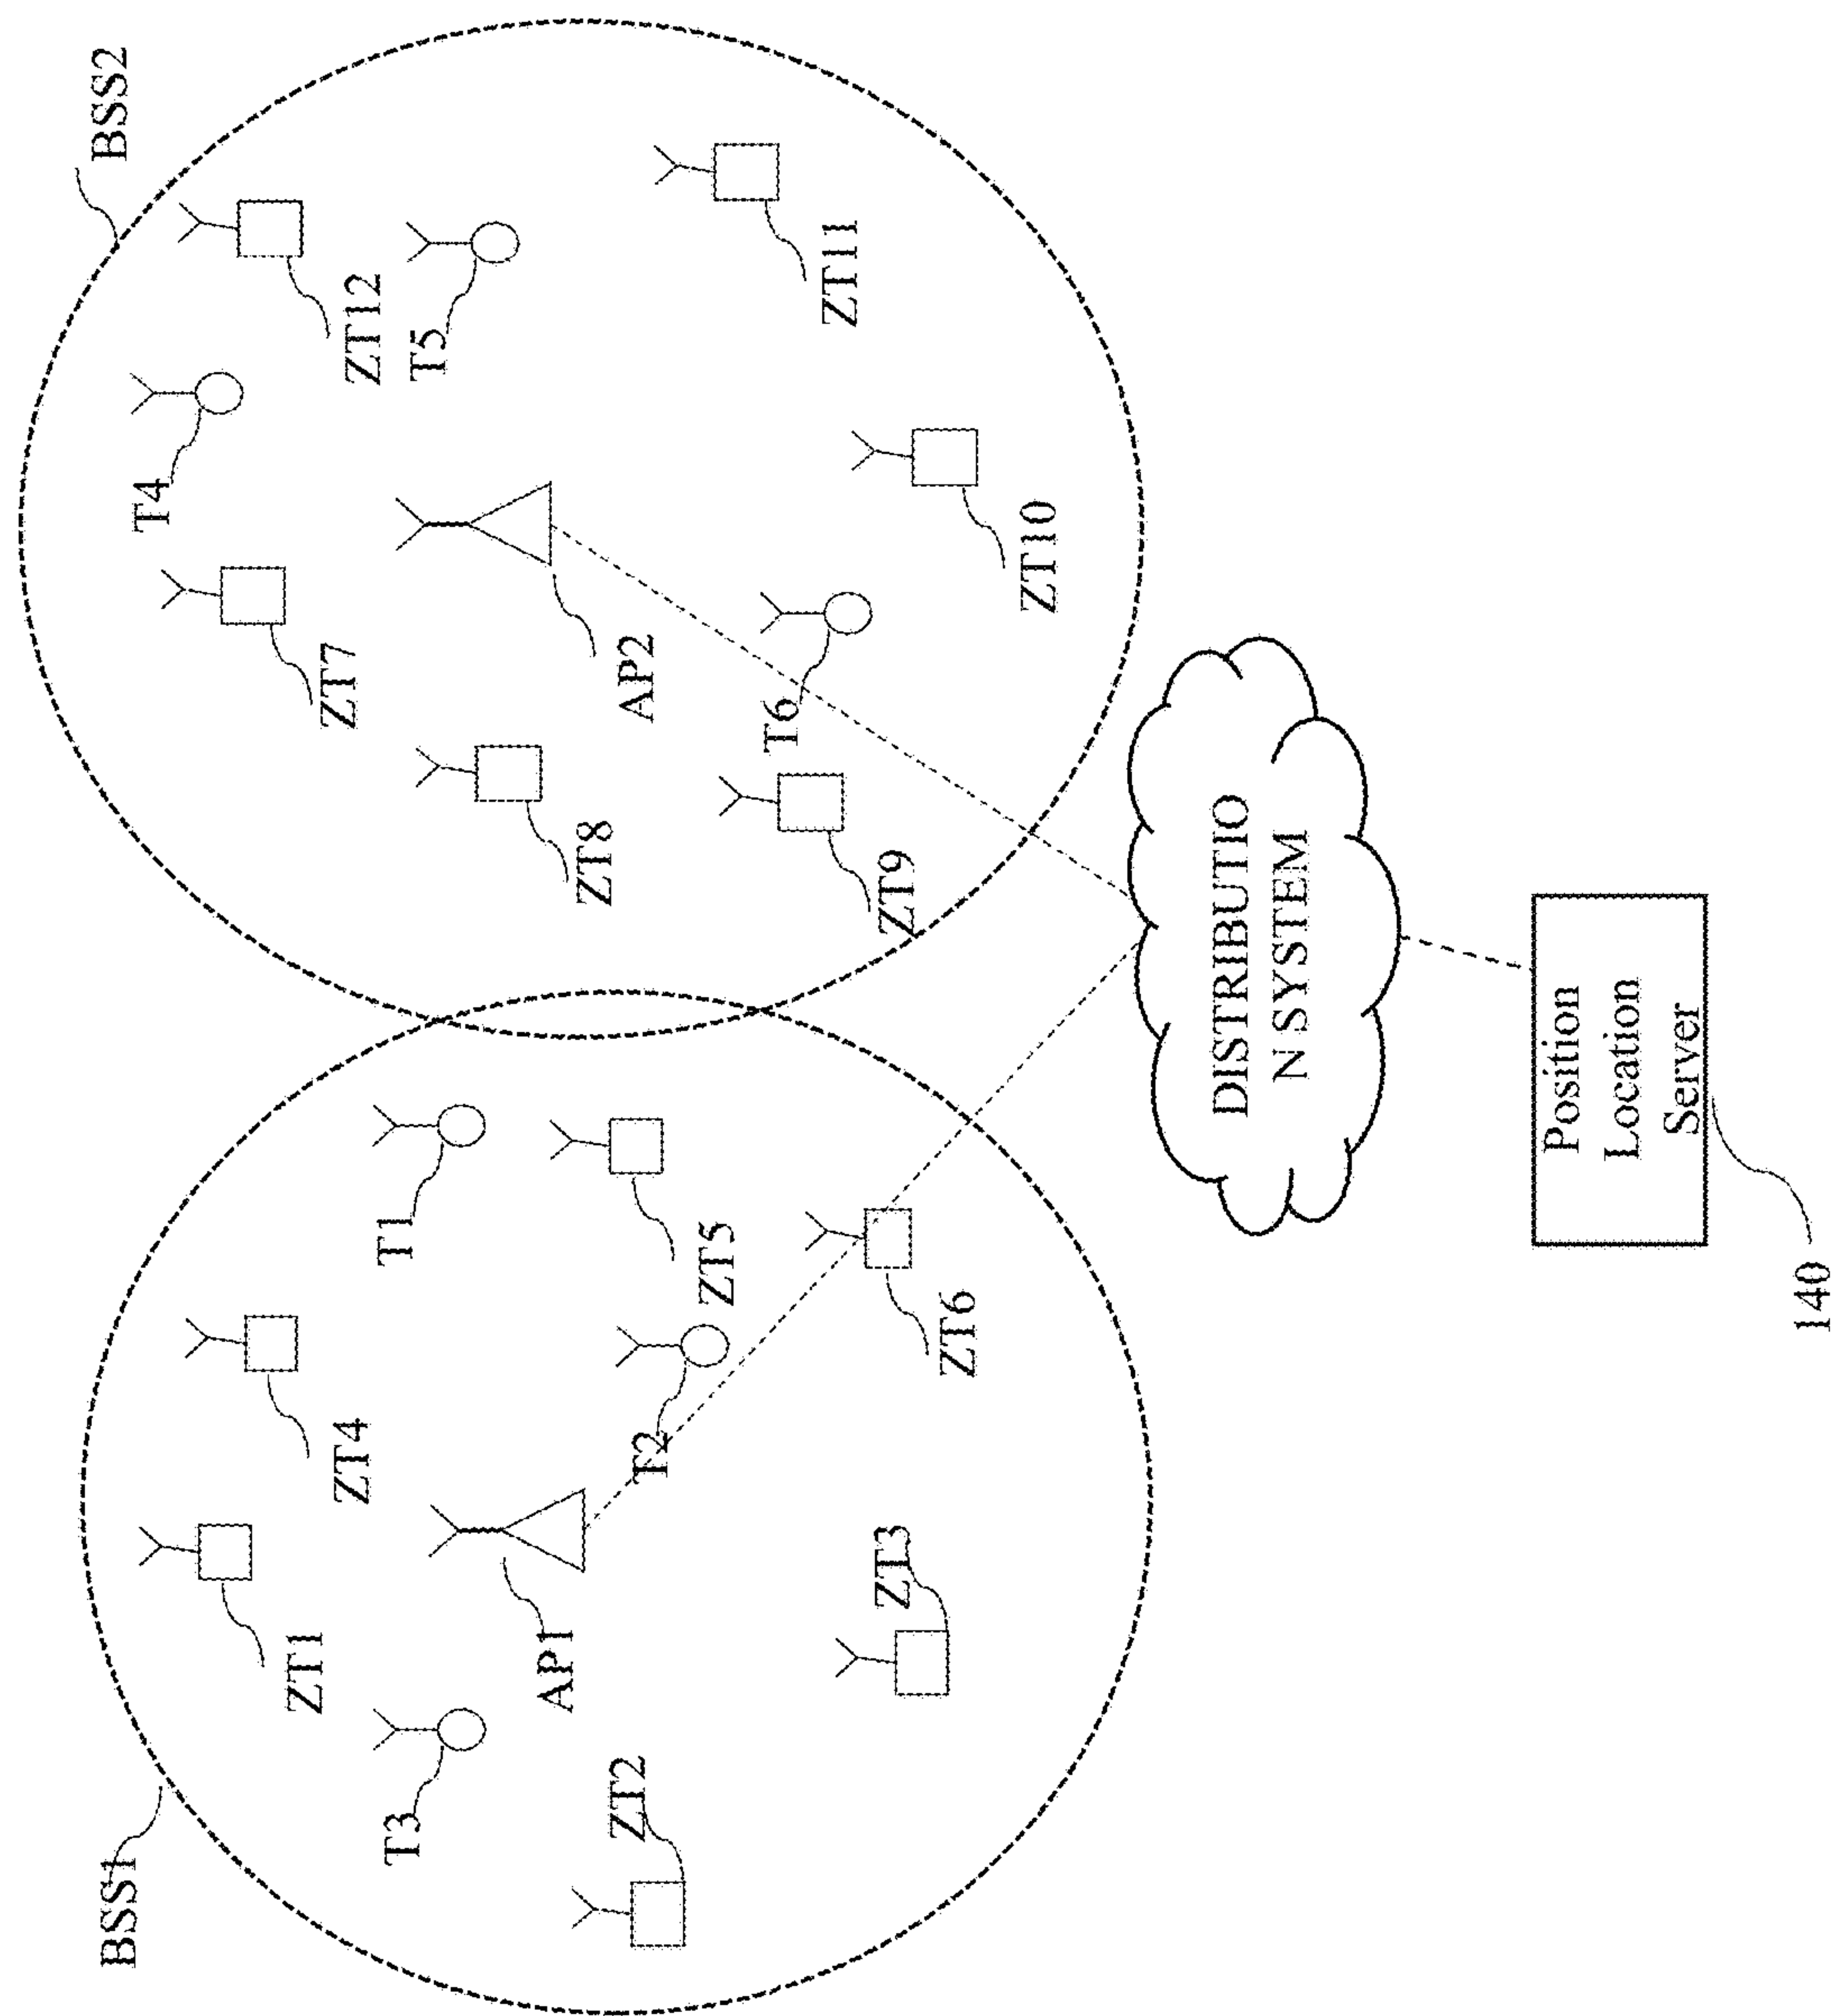 BSS1
BSS2
ZT1
ZT4
T4
ZT7
ZT12
T3
T1
T5
AP1
AP2
ZT8
ZT2
T2
ZT5
T6
ZT11
ZT3
ZT6
ZT9
ZT10
DISTRIBUTIO
N SYSTEM
Position
Location
Server
140